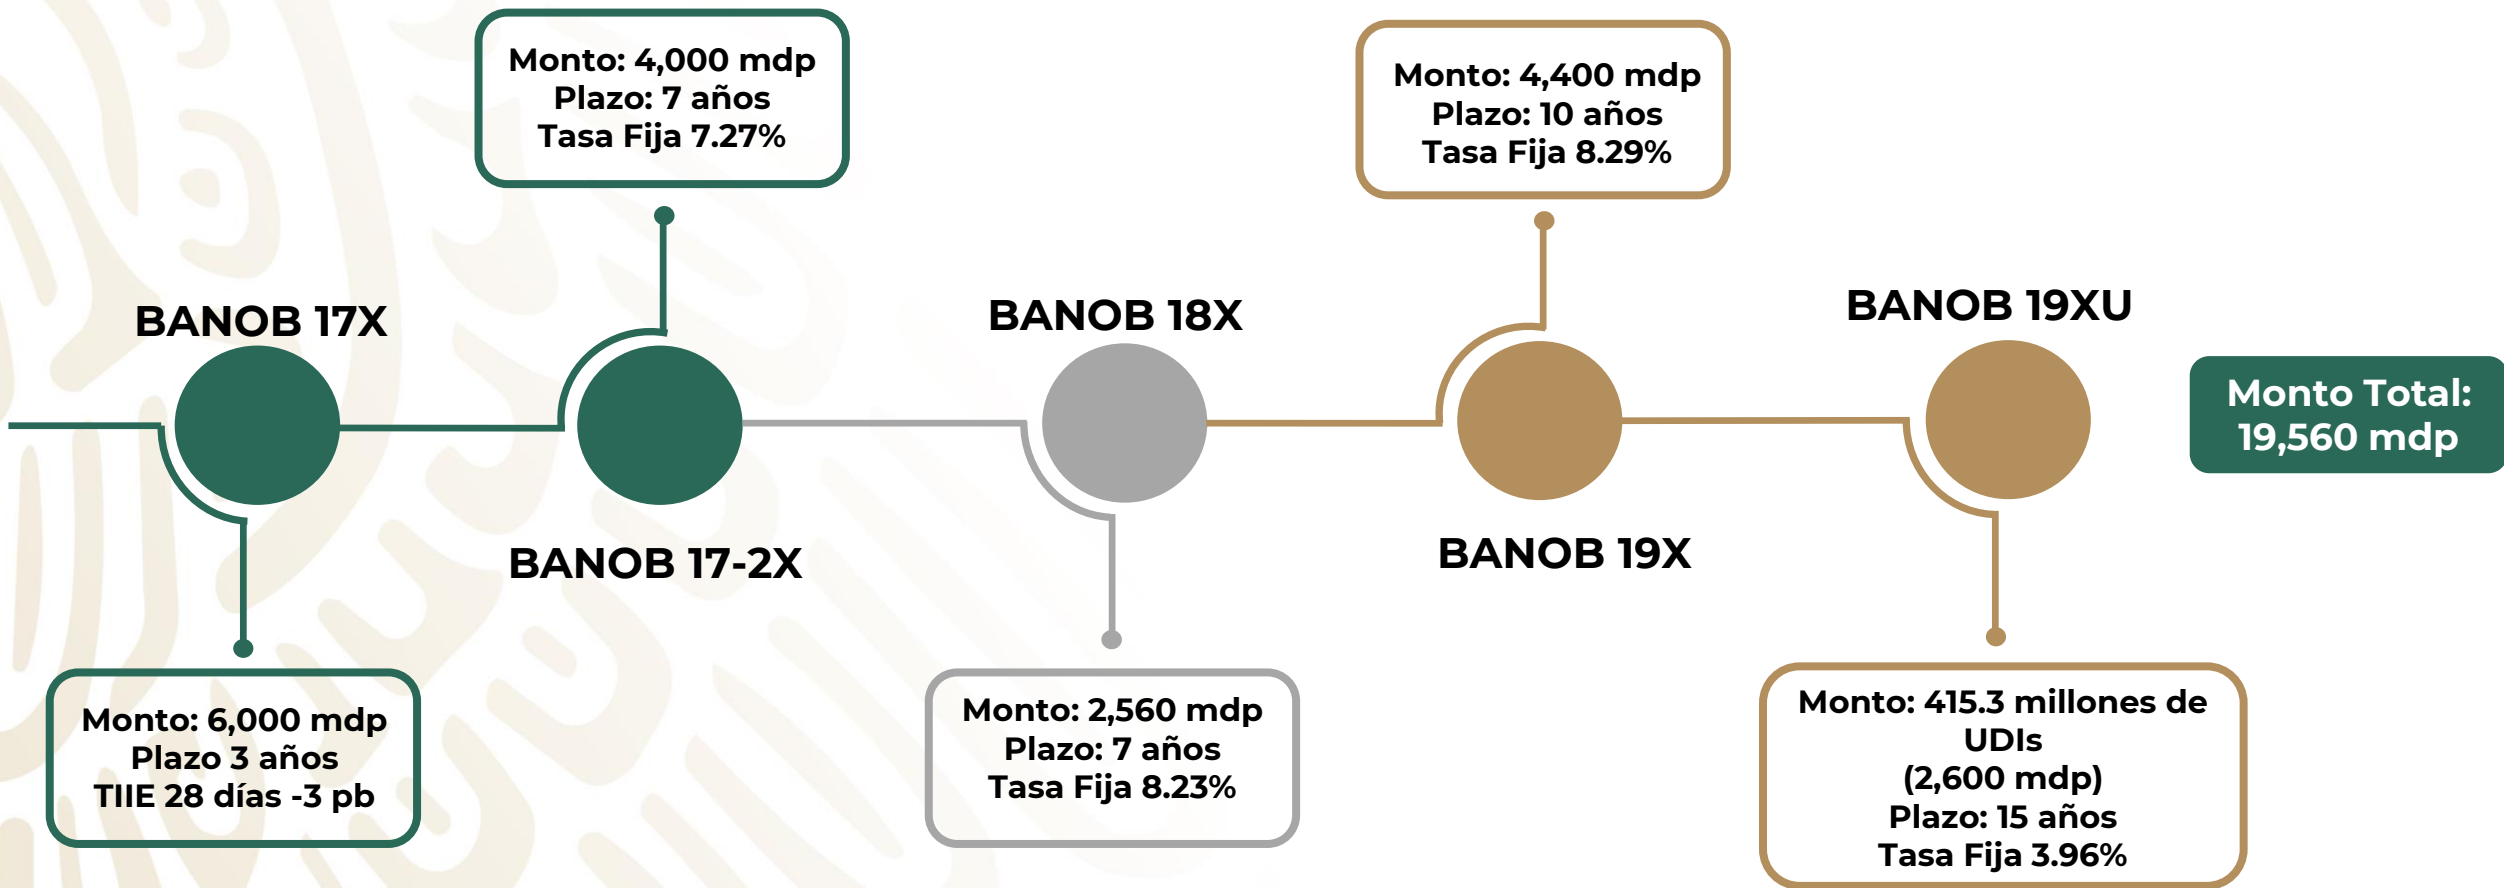 BANOB 17X
Monto: 6,000 mdp
Plazo 3 años
TIIE 28 días -3 pb
Monto: 4,000 mdp
Plazo: 7 años
Tasa Fija 7.27%
BANOB 17-2X
BANOB 18X
Monto: 2,560 mdp
Plazo: 7 años
Tasa Fija 8.23%
Monto: 4,400 mdp
Plazo: 10 años
Tasa Fija 8.29%
BANOB 19X
BANOB 19XU
Monto: 415.3 millones de
UDIs
(2,600 mdp)
Plazo: 15 años
Tasa Fija 3.96%
Monto Total:
19,560 mdp